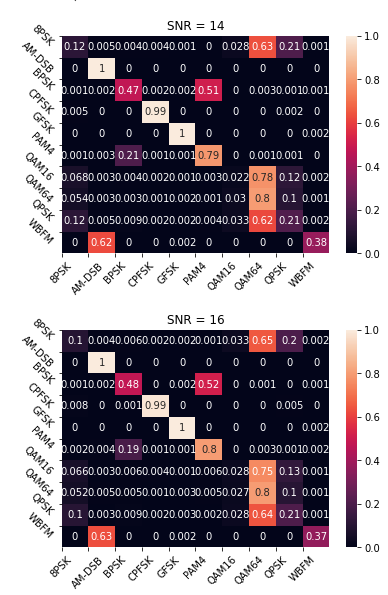 SNR = 14
8PSK 0.12 0.005 0.004 0.004 0.001 0 0.028 0.63 0.21 0.001
AM-DSB 0 1 0 0 0 0 0 0 0 0
BPSK 0.001 0.002 0.47 0 0.002 0.51 0 0.003 0.001 0.001
CPFSK 0.005 0 0 0.99 0 0 0 0 0 0
GFSK 0 0 0 0 1 0 0 0 0 0.002
PAM4 0.001 0.003 0.21 0.001 0.001 0.79 0 0.001 0.001 0
QAM16 0.068 0.003 0.004 0.002 0.001 0.003 0.022 0.78 0.12 0.002
QAM64 0.054 0.003 0.003 0.001 0.002 0.001 0.03 0.8 0.1 0.001
QPSK 0.12 0.005 0.009 0.002 0.002 0.004 0.033 0.62 0.21 0.002
WBFM 0 0.62 0 0 0.002 0 0 0 0 0.38
8PSK AM-DSB BPSK CPFSK GFSK PAM4 QAM16 QAM64 QPSK WBFM
1.0
0.8
0.6
0.4
0.2
0.0
SNR = 16
8PSK 0.1 0.004 0.006 0.002 0.002 0.001 0.033 0.65 0.2 0.002
AM-DSB 0 1 0 0 0 0 0 0 0 0
BPSK 0.001 0.002 0.48 0 0.002 0.52 0 0.001 0 0.001
CPFSK 0.008 0 0.001 0.99 0 0 0 0 0.005 0
GFSK 0 0 0 0 1 0 0 0 0 0.002
PAM4 0.002 0.004 0.19 0.001 0.001 0.8 0 0.003 0.001 0.002
QAM16 0.066 0.003 0.005 0.004 0.001 0.006 0.028 0.75 0.13 0.001
QAM64 0.052 0.005 0.005 0.001 0.003 0.005 0.027 0.8 0.1 0.001
QPSK 0.1 0.003 0.009 0.002 0.002 0.002 0.028 0.64 0.21 0.001
WBFM 0 0.63 0 0 0.002 0 0 0 0 0.37
8PSK AM-DSB BPSK CPFSK GFSK PAM4 QAM16 QAM64 QPSK WBFM
1.0
0.8
0.6
0.4
0.2
0.0